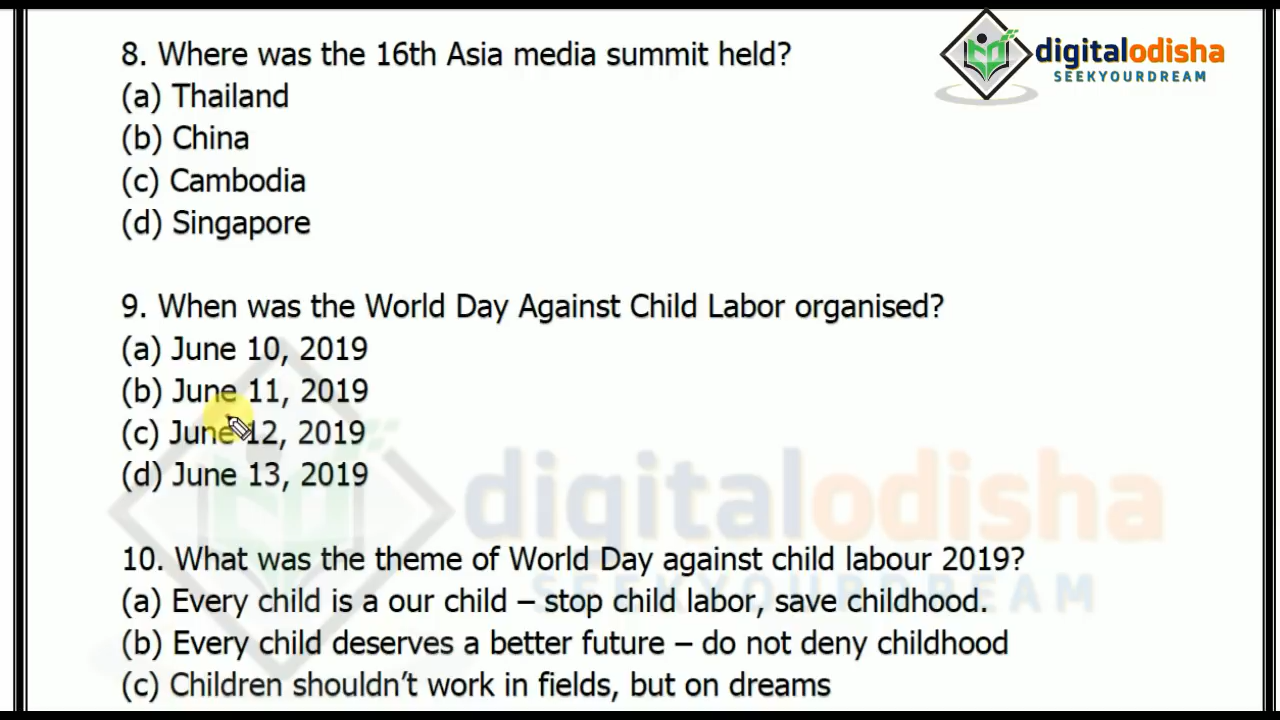 digitalodisha
SEEKYOURDREAM
8. Where was the 16th Asia media summit held?
(a) Thailand
(b) China
(c) Cambodia
(d) Singapore
9. When was the World Day Against Child Labor organised?
(a) June 10, 2019
(b) June 11, 2019
(c) June 12, 2019
(d) June 13, 2019
digitalodisha
SEEKYOURDREAM
10. What was the theme of World Day against child labour 2019?
(a) Every child is a our child – stop child labor, save childhood.
(b) Every child deserves a better future – do not deny childhood
(c) Children shouldn't work in fields, but on dreams